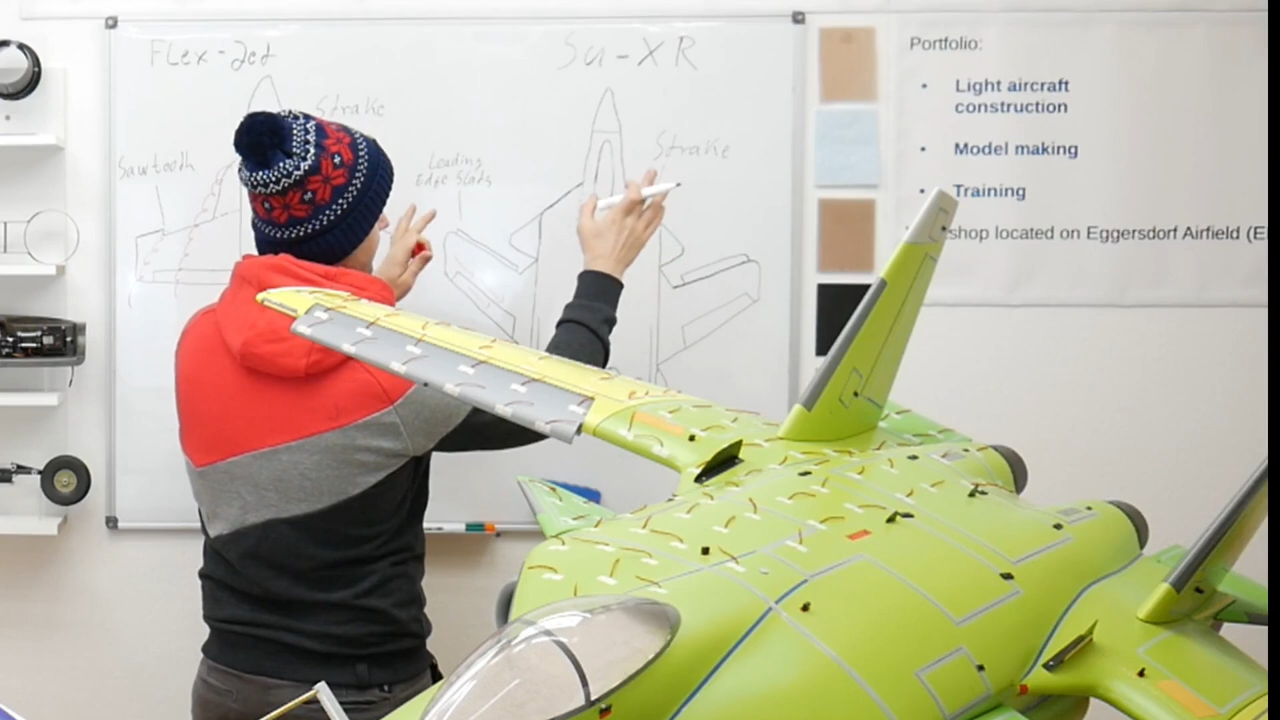 Flex-Jet
Strake
Sawtooth
Su-XR
Strake
Leading
Edge Slats
Portfolio:
• Light aircraft
construction
• Model making
• Training
shop located on Eggersdorf Airfield (E